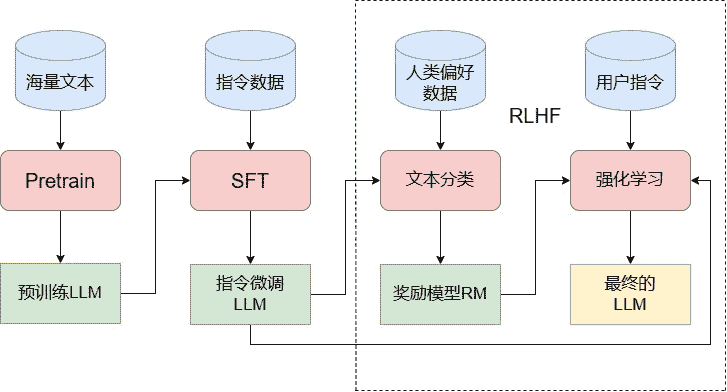 海量文本
指令数据
人类偏好
数据
用户指令
RLHF
Pretrain
SFT
文本分类
强化学习
预训练LLM
指令微调
LLM
奖励模型RM
最终的
LLM